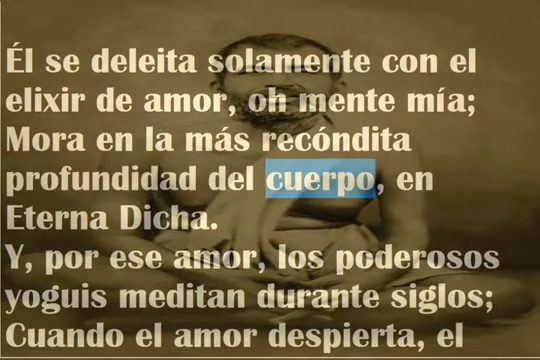 Él se deleita solamente con el
elixir de amor, oh mente mía;
Mora en la más recóndita
profundidad del cuerpo, en
Eterna Dicha.
Y, por ese amor, los poderosos
yoguis meditan durante siglos;
Cuando el amor despierta, el